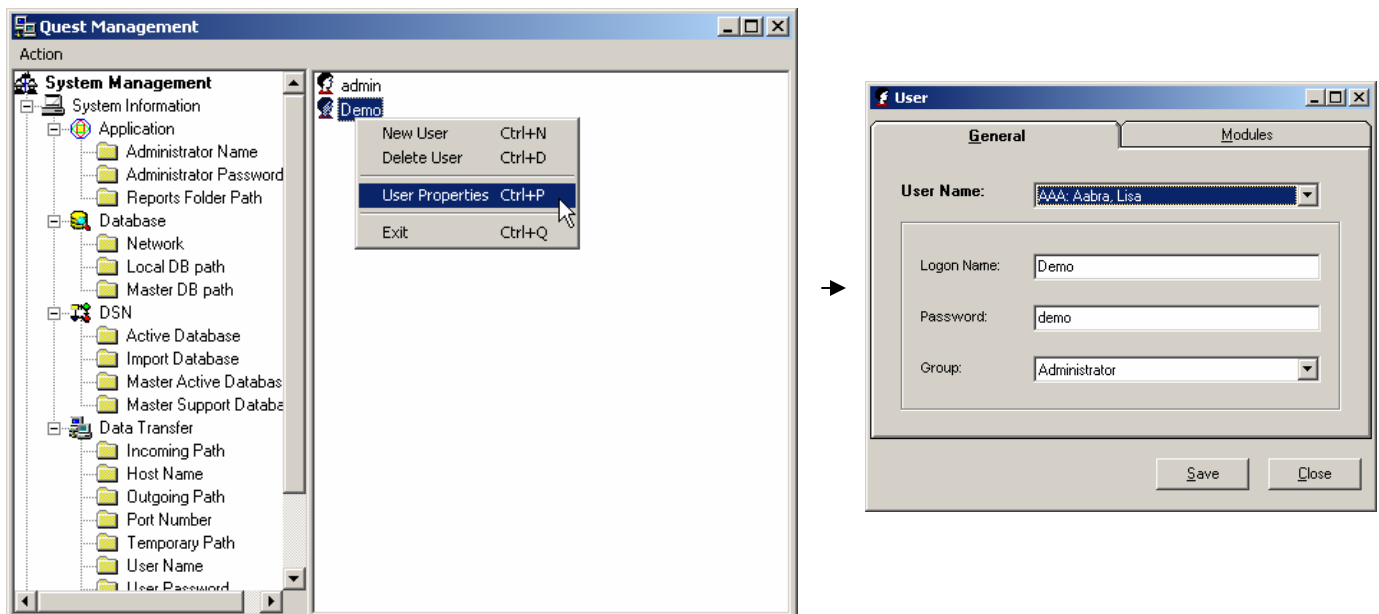 Quest Management
Action
System Management
System Information
Application
Administrator Name
Administrator Password
Reports Folder Path
Database
Network
Local DB path
Master DB path
DSN
Active Database
Import Database
Master Active Databas
Master Support Databa
Data Transfer
Incoming Path
Host Name
Outgoing Path
Port Number
Temporary Path
User Name
User Password
admin
Demo
New User Ctrl+N
Delete User Ctrl+D
User Properties Ctrl+P
Exit Ctrl+Q
User
General Modules
User Name: AAA: Aabra, Lisa
Logon Name: Demo
Password: demo
Group: Administrator
Save Close